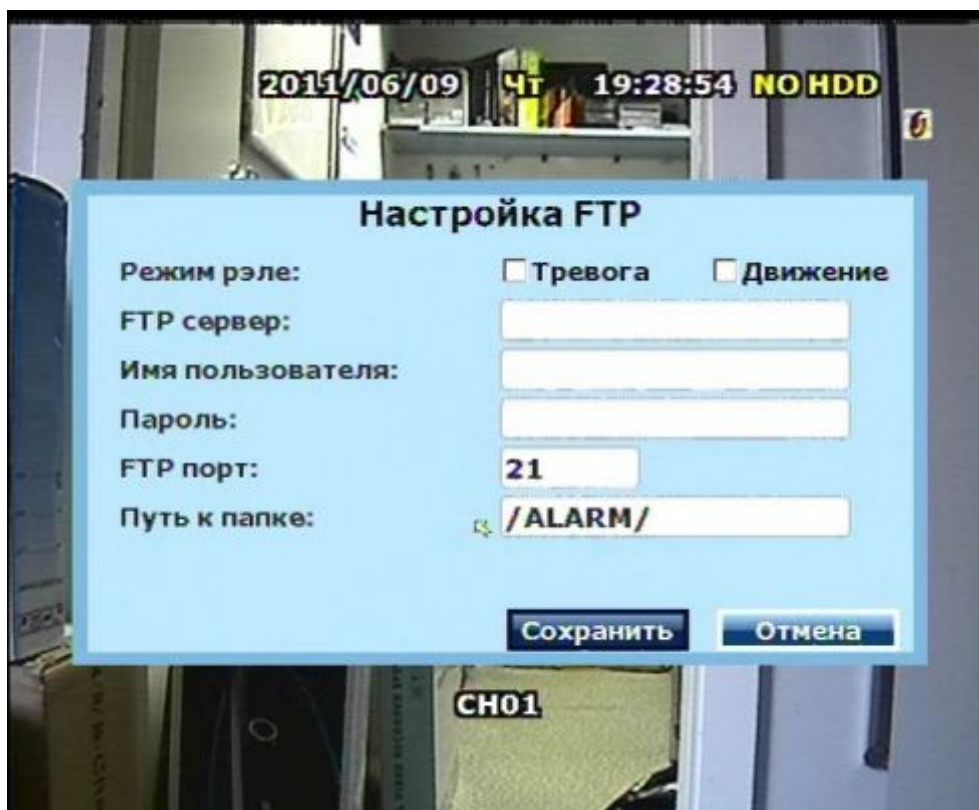 2011/06/09 Чт 19:28:54 NO HDD
Настройка FTP
Режим рэле: Тревога Движение
FTP сервер:
Имя пользователя:
Пароль:
FTP порт: 21
Путь к папке: /ALARM/
Сохранить Отмена
CH01